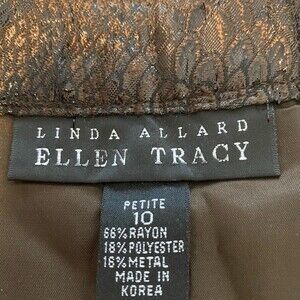 LINDA ALLARD
ELLEN TRACY
PETITE
10
66% RAYON
18% POLYESTER
16% METAL
MADE IN
KOREA